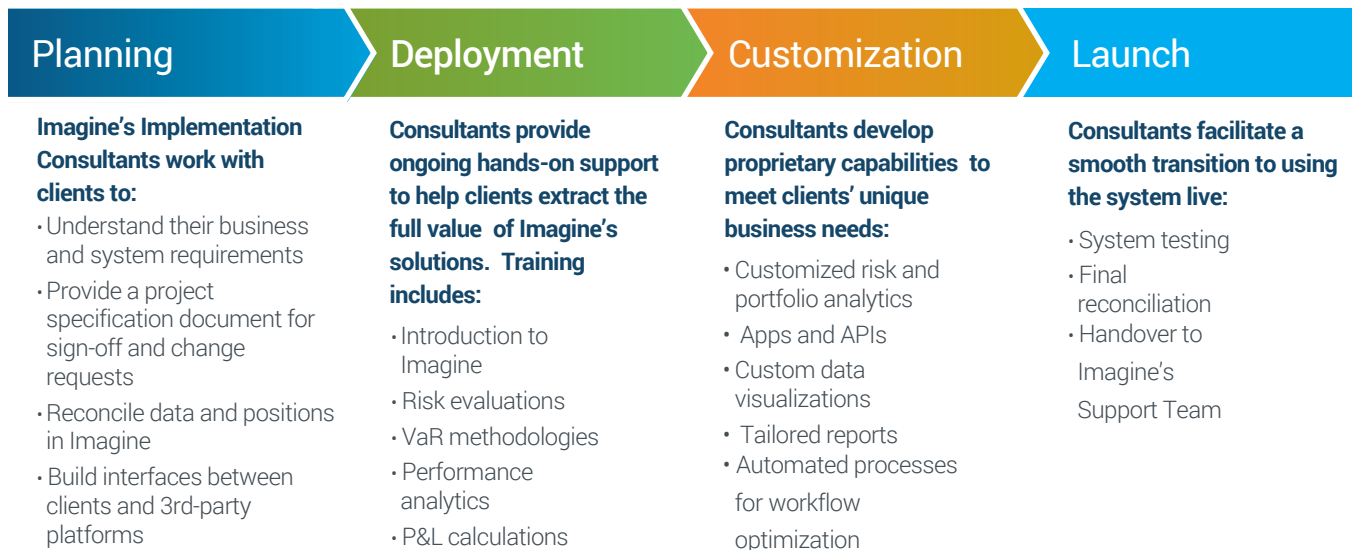 Planning
Deployment
Customization
Launch
Imagine's Implementation
Consultants work with
clients to:
· Understand their business
and system requirements
· Provide a project
specification document for
sign-off and change
requests
· Reconcile data and positions
in Imagine
· Build interfaces between
clients and 3rd-party
platforms
Consultants provide
ongoing hands-on support
to help clients extract the
full value of Imagine's
solutions. Training
includes:
· Introduction to
Imagine
· Risk evaluations
· VaR methodologies
· Performance
analytics
· P&L calculations
Consultants develop
proprietary capabilities to
meet clients' unique
business needs:
• Customized risk and
portfolio analytics
• Apps and APIs
• Custom data
visualizations
• Tailored reports
• Automated processes
for workflow
optimization
Consultants facilitate a
smooth transition to using
the system live:
· System testing
· Final
reconciliation
· Handover to
Imagine's
Support Team